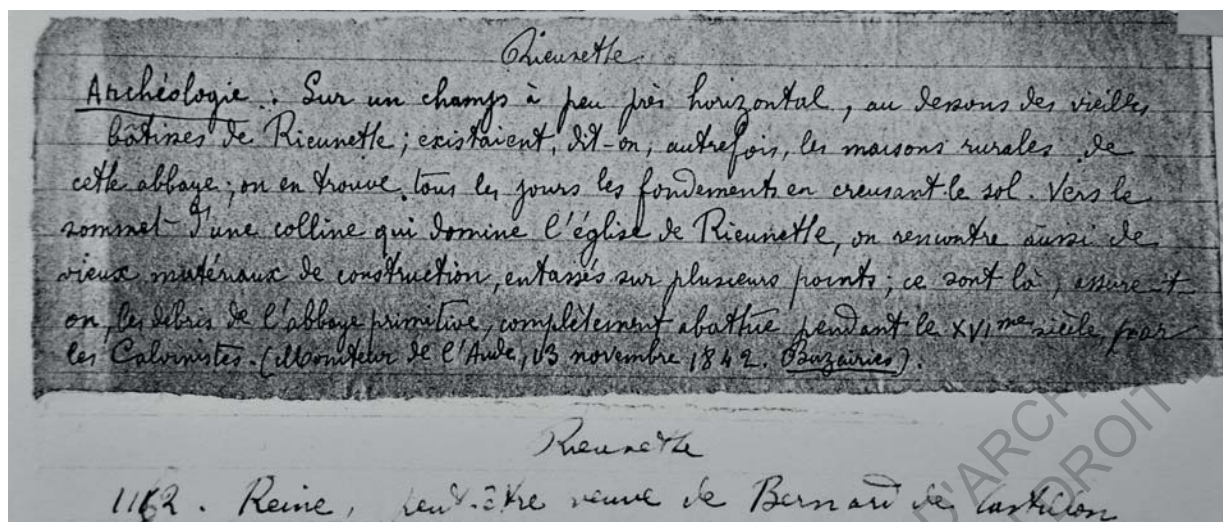 Rieunette
Archéologie. Sur un champs à peu près horizontal, au dessous des vieilles
bâtisses de Rieunette; existaient, dit-on, autrefois, les maisons rurales de
cette abbaye; on en trouve tous les jours les fondements en creusant le sol. Vers le
sommet d'une colline qui domine l'église de Rieunette, on rencontre aussi de
vieux matériaux de construction, entassés sur plusieurs points; ce sont là, assure-t-
on, les débris de l'abbaye primitive, complètement abattue pendant le XVIme siècle, par
les Calvinistes. (Moniteur de l'Aude, 13 novembre 1842. Buzairies).
Rieunette
1162. Reine, peut-être veuve de Bernard de Castillon
D'ARCH
DROIT